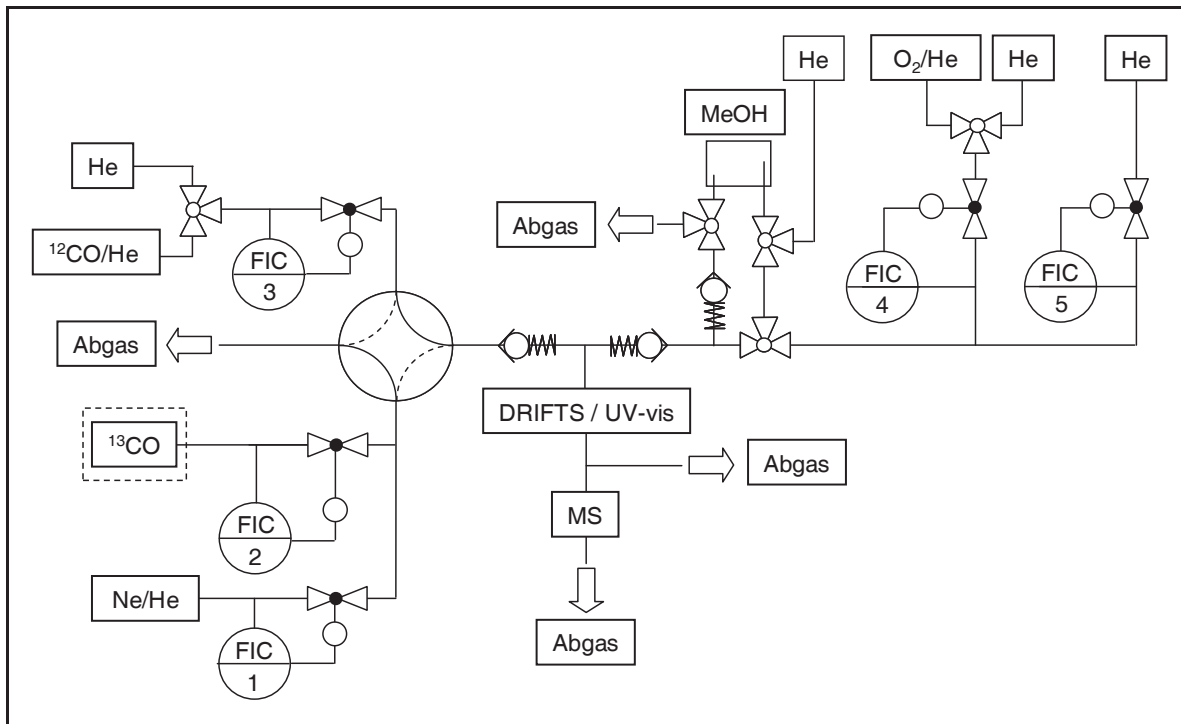 He
O₂/He
He
He
MeOH
He
¹²CO/He
FIC
3
Abgas
FIC
4
FIC
5
Abgas
DRIFTS / UV-vis
¹³CO
Abgas
FIC
2
MS
Ne/He
FIC
1
Abgas